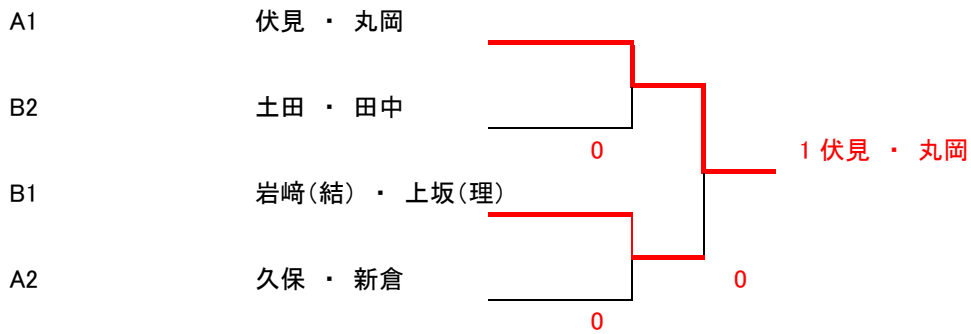 A1 伏見 ・ 丸岡
B2 土田 ・ 田中
0
1 伏見 ・ 丸岡
B1 岩﨑(結) ・ 上坂(理)
A2 久保 ・ 新倉
0
0